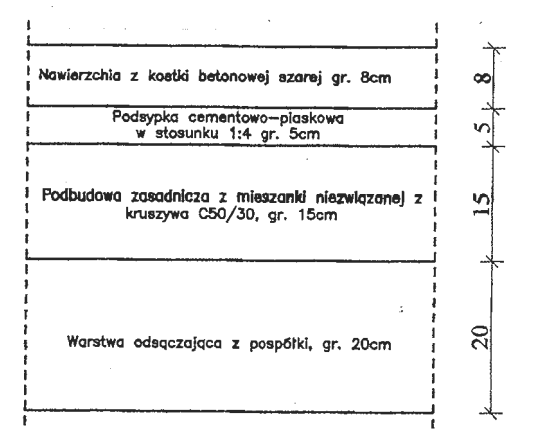 Nawierzchia z kostki betonowej szarej gr. 8cm
8
Podsypka cementowo-piaskowa
w stosunku 1:4 gr. 5cm
5
Podbudowa zasadnicza z mieszanki niezwiązanej z
kruszywa C50/30, gr. 15cm
15
Warstwa odsączająca z pospółki, gr. 20cm
20